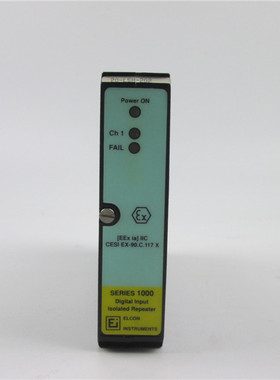 Power ON
Ch 1
FAIL
Ex
[EEx ia] IIC
CESI EX-90.C.117 X
SERIES 1000
Digital Input
Isolated Repeater
ELCON
INSTRUMENTS